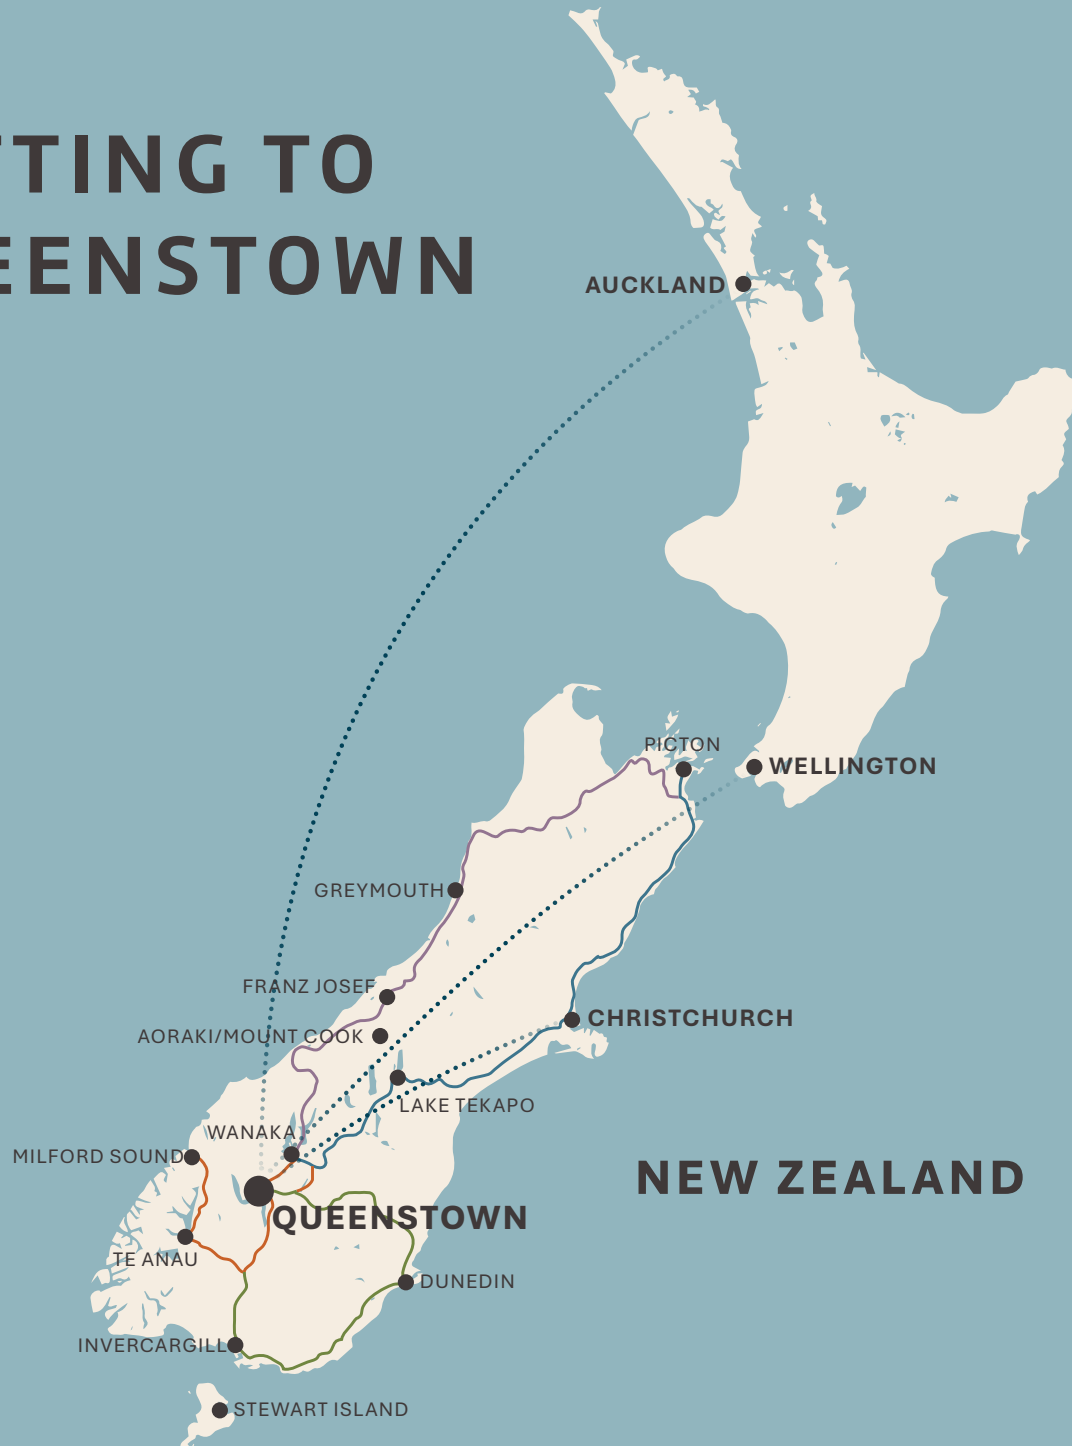 TTING TO
EENSTOWN
AUCKLAND
PICTON
WELLINGTON
GREYMOUTH
FRANZ JOSEF
CHRISTCHURCH
AORAKI/MOUNT COOK
LAKE TEKAPO
WANAKA
MILFORD SOUND
NEW ZEALAND
QUEENSTOWN
TE ANAU
DUNEDIN
INVERCARGILL
STEWART ISLAND